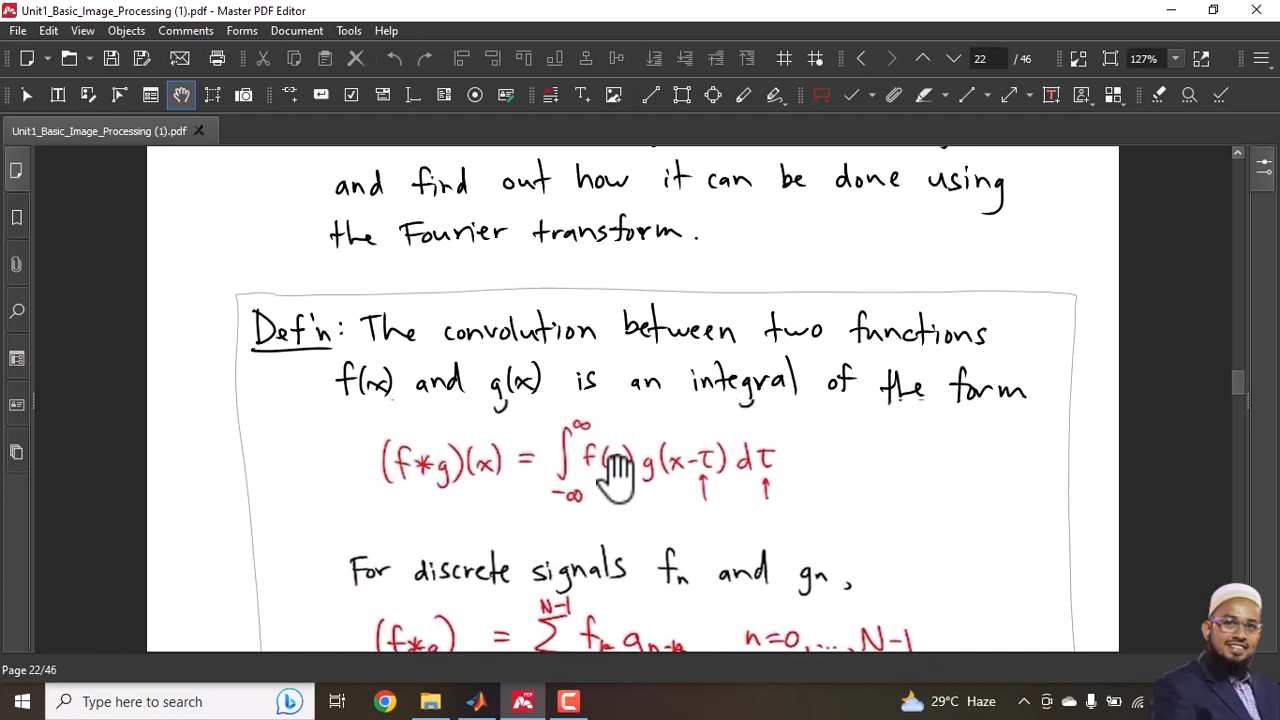 Unit1_Basic_Image_Processing (1).pdf - Master PDF Editor
File Edit View Objects Comments Forms Document Tools Help
22 / 46 127%
Unit1_Basic_Image_Processing (1).pdf
and find out how it can be done using
the Fourier transform.
Def'n: The convolution between two functions
f(x) and g(x) is an integral of the form
(f*g)(x) = ∫_{-∞}^{∞} f( ) g(x-τ) dτ
For discrete signals fn and gn,
(f*g) = Σ^{N-1} fk gn-k n=0,...,N-1
Page 22/46
Type here to search
29°C Haze